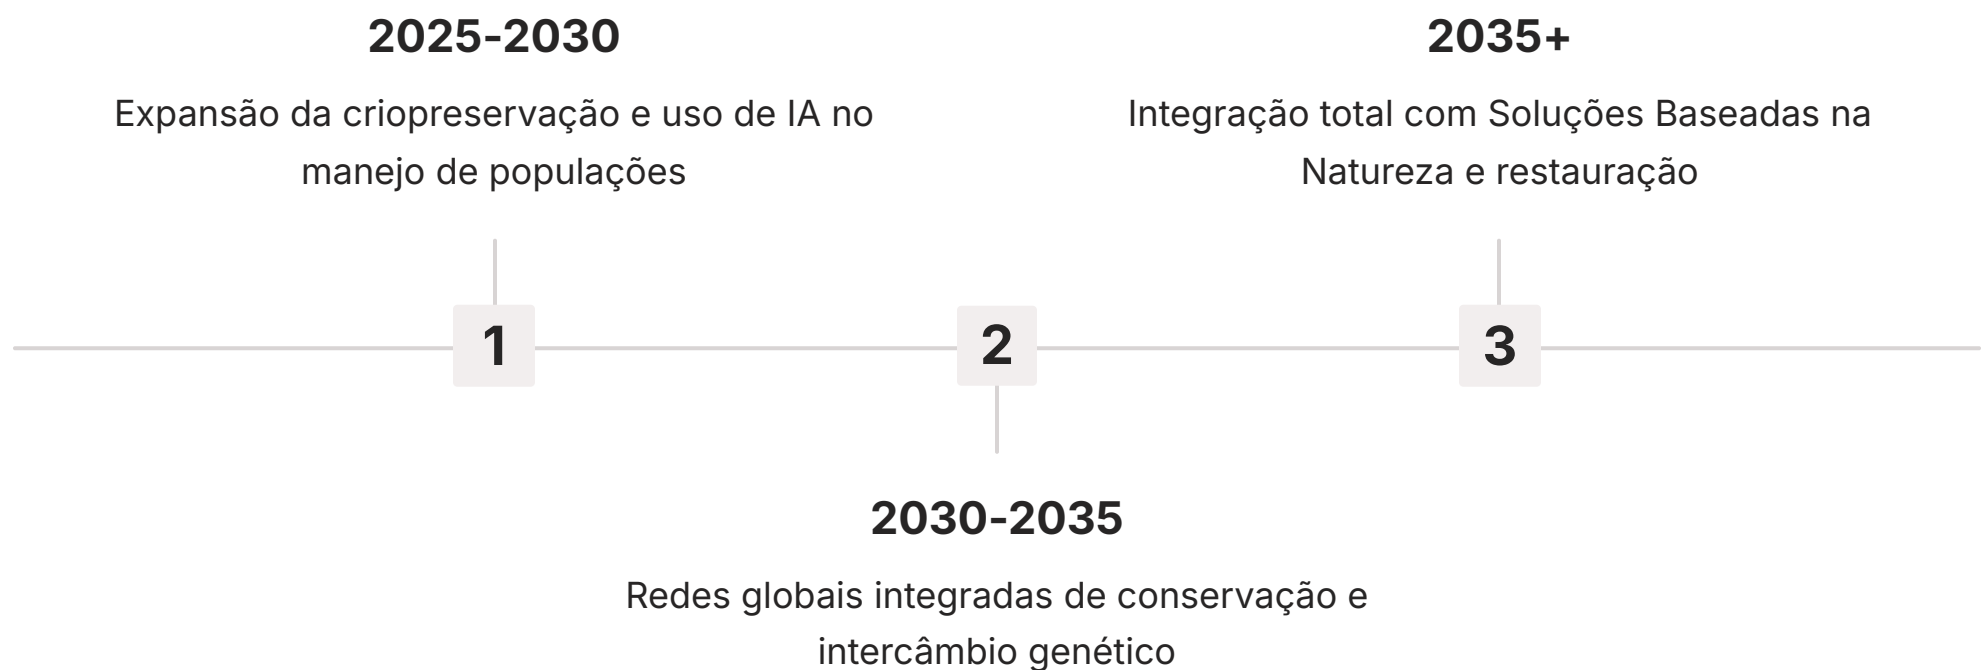 2025-2030
Expansão da criopreservação e uso de IA no
manejo de populações
2035+
Integração total com Soluções Baseadas na
Natureza e restauração
1
2
3
2030-2035
Redes globais integradas de conservação e
intercâmbio genético